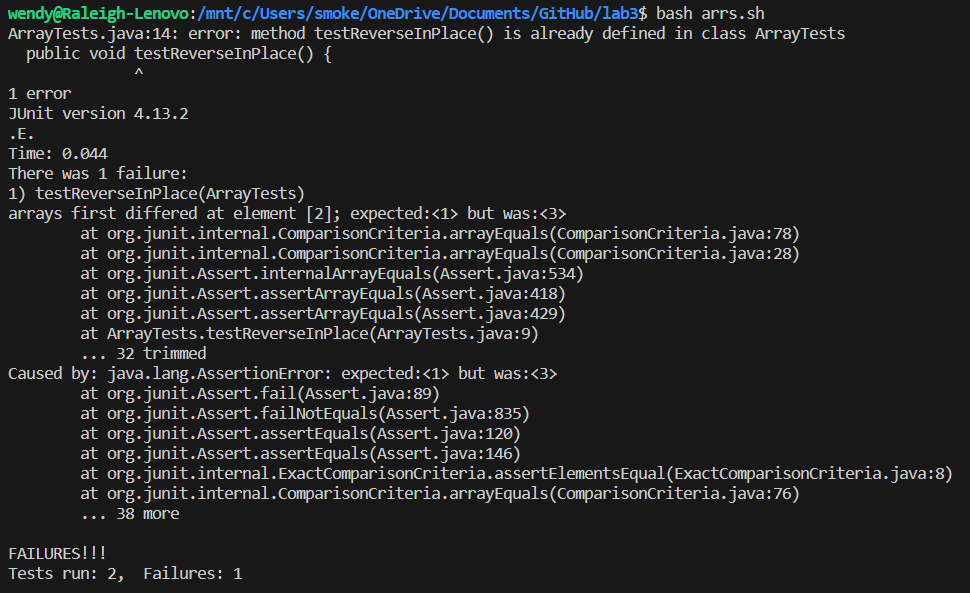 wendy@Raleigh-Lenovo:/mnt/c/Users/smoke/OneDrive/Documents/GitHub/lab3$ bash arrs.sh
ArrayTests.java:14: error: method testReverseInPlace() is already defined in class ArrayTests
  public void testReverseInPlace() {
              ^
1 error
JUnit version 4.13.2
.E.
Time: 0.044
There was 1 failure:
1) testReverseInPlace(ArrayTests)
arrays first differed at element [2]; expected:<1> but was:<3>
        at org.junit.internal.ComparisonCriteria.arrayEquals(ComparisonCriteria.java:78)
        at org.junit.internal.ComparisonCriteria.arrayEquals(ComparisonCriteria.java:28)
        at org.junit.Assert.internalArrayEquals(Assert.java:534)
        at org.junit.Assert.assertArrayEquals(Assert.java:418)
        at org.junit.Assert.assertArrayEquals(Assert.java:429)
        at ArrayTests.testReverseInPlace(ArrayTests.java:9)
        ... 32 trimmed
Caused by: java.lang.AssertionError: expected:<1> but was:<3>
        at org.junit.Assert.fail(Assert.java:89)
        at org.junit.Assert.failNotEquals(Assert.java:835)
        at org.junit.Assert.assertEquals(Assert.java:120)
        at org.junit.Assert.assertEquals(Assert.java:146)
        at org.junit.internal.ExactComparisonCriteria.assertElementsEqual(ExactComparisonCriteria.java:8)
        at org.junit.internal.ComparisonCriteria.arrayEquals(ComparisonCriteria.java:76)
        ... 38 more

FAILURES!!!
Tests run: 2,  Failures: 1